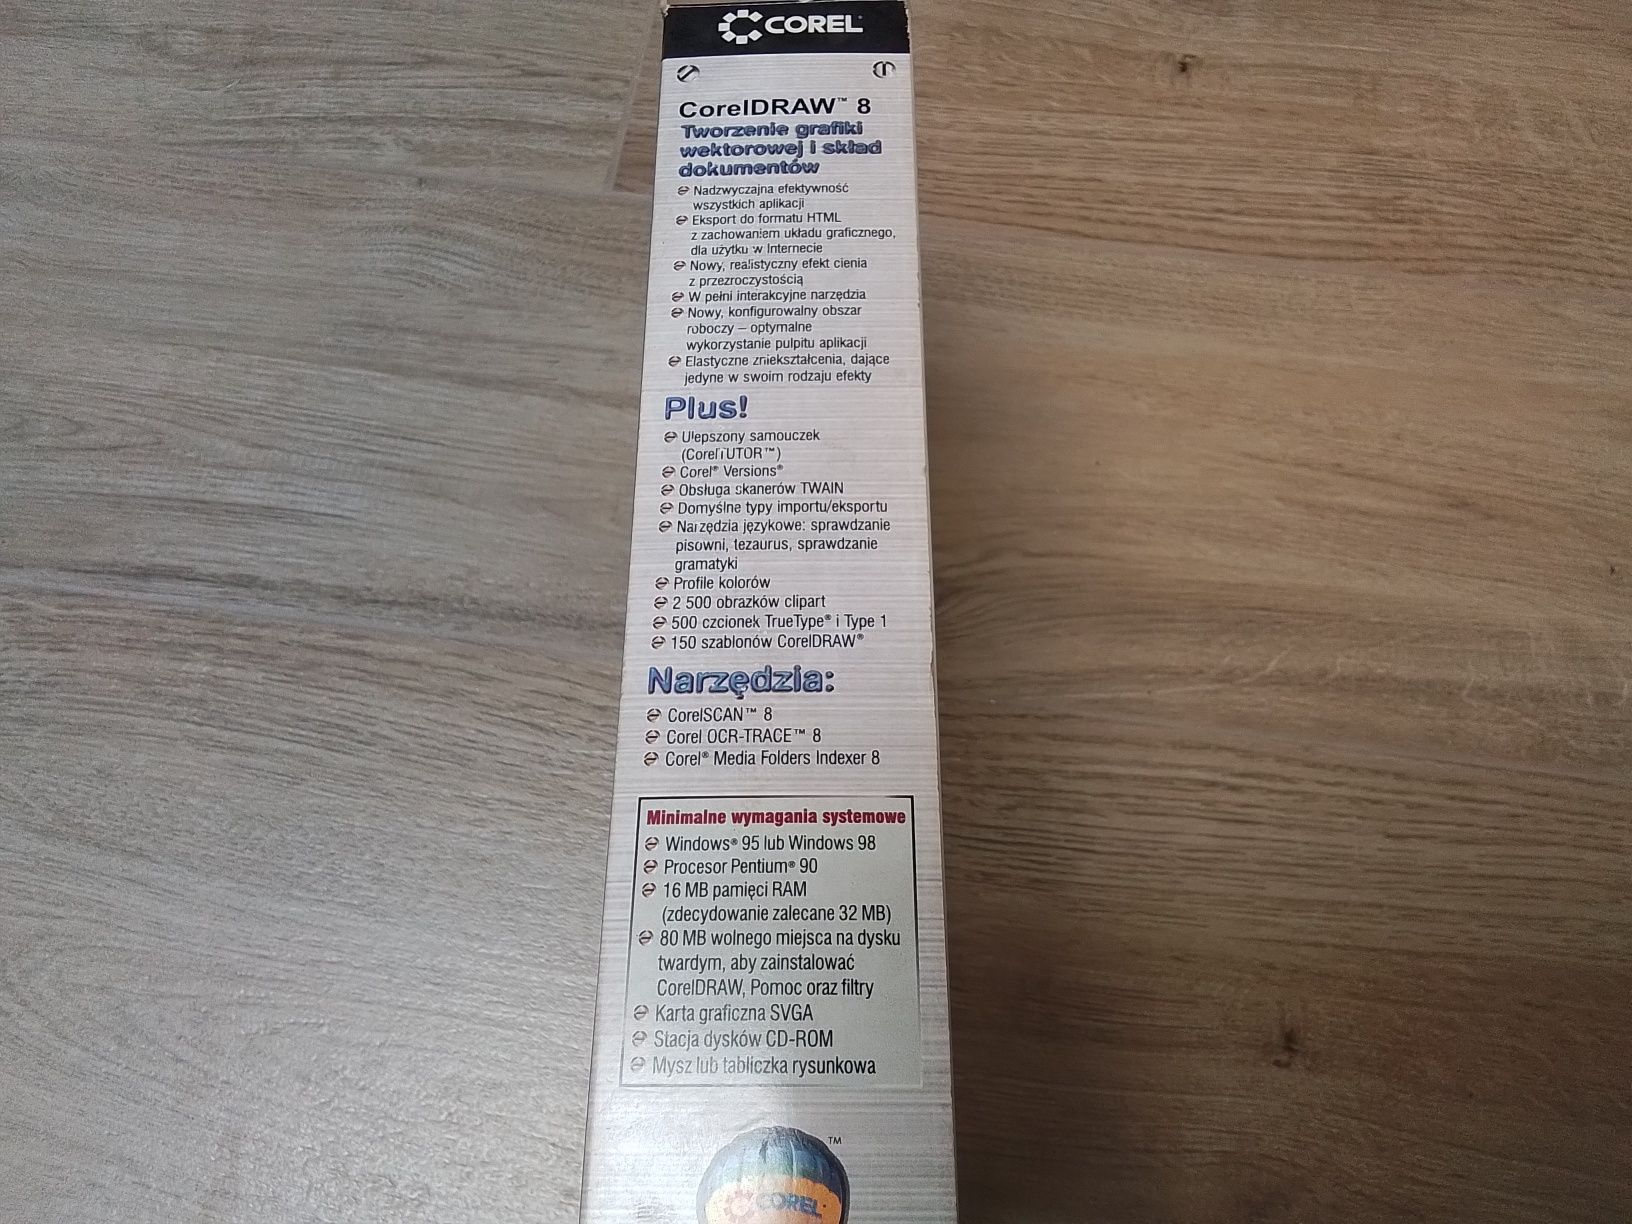 COREL
CorelDRAW™ 8
Tworzenie grafiki
wektorowej i skład
dokumentów
Nadzwyczajna efektywność
wszystkich aplikacji
Eksport do formatu HTML
z zachowaniem układu graficznego,
dla użytku w Internecie
Nowy, realistyczny efekt cienia
z przezroczystością
W pełni interakcyjne narzędzia
Nowy, konfigurowalny obszar
roboczy – optymalne
wykorzystanie pulpitu aplikacji
Elastyczne zniekształcenia, dające
jedyne w swoim rodzaju efekty
Plus!
Ulepszony samouczek
(CorelTUTOR™)
Corel® Versions®
Obsługa skanerów TWAIN
Domyślne typy importu/eksportu
Narzędzia językowe: sprawdzanie
pisowni, tezaurus, sprawdzanie
gramatyki
Profile kolorów
2 500 obrazków clipart
500 czcionek TrueType® i Type 1
150 szablonów CorelDRAW®
Narzędzia:
CorelSCAN™ 8
Corel OCR-TRACE™ 8
Corel® Media Folders Indexer 8
Minimalne wymagania systemowe
Windows® 95 lub Windows 98
Procesor Pentium® 90
16 MB pamięci RAM
(zdecydowanie zalecane 32 MB)
80 MB wolnego miejsca na dysku
twardym, aby zainstalować
CorelDRAW, Pomoc oraz filtry
Karta graficzna SVGA
Stacja dysków CD-ROM
Mysz lub tabliczka rysunkowa
™
COREL